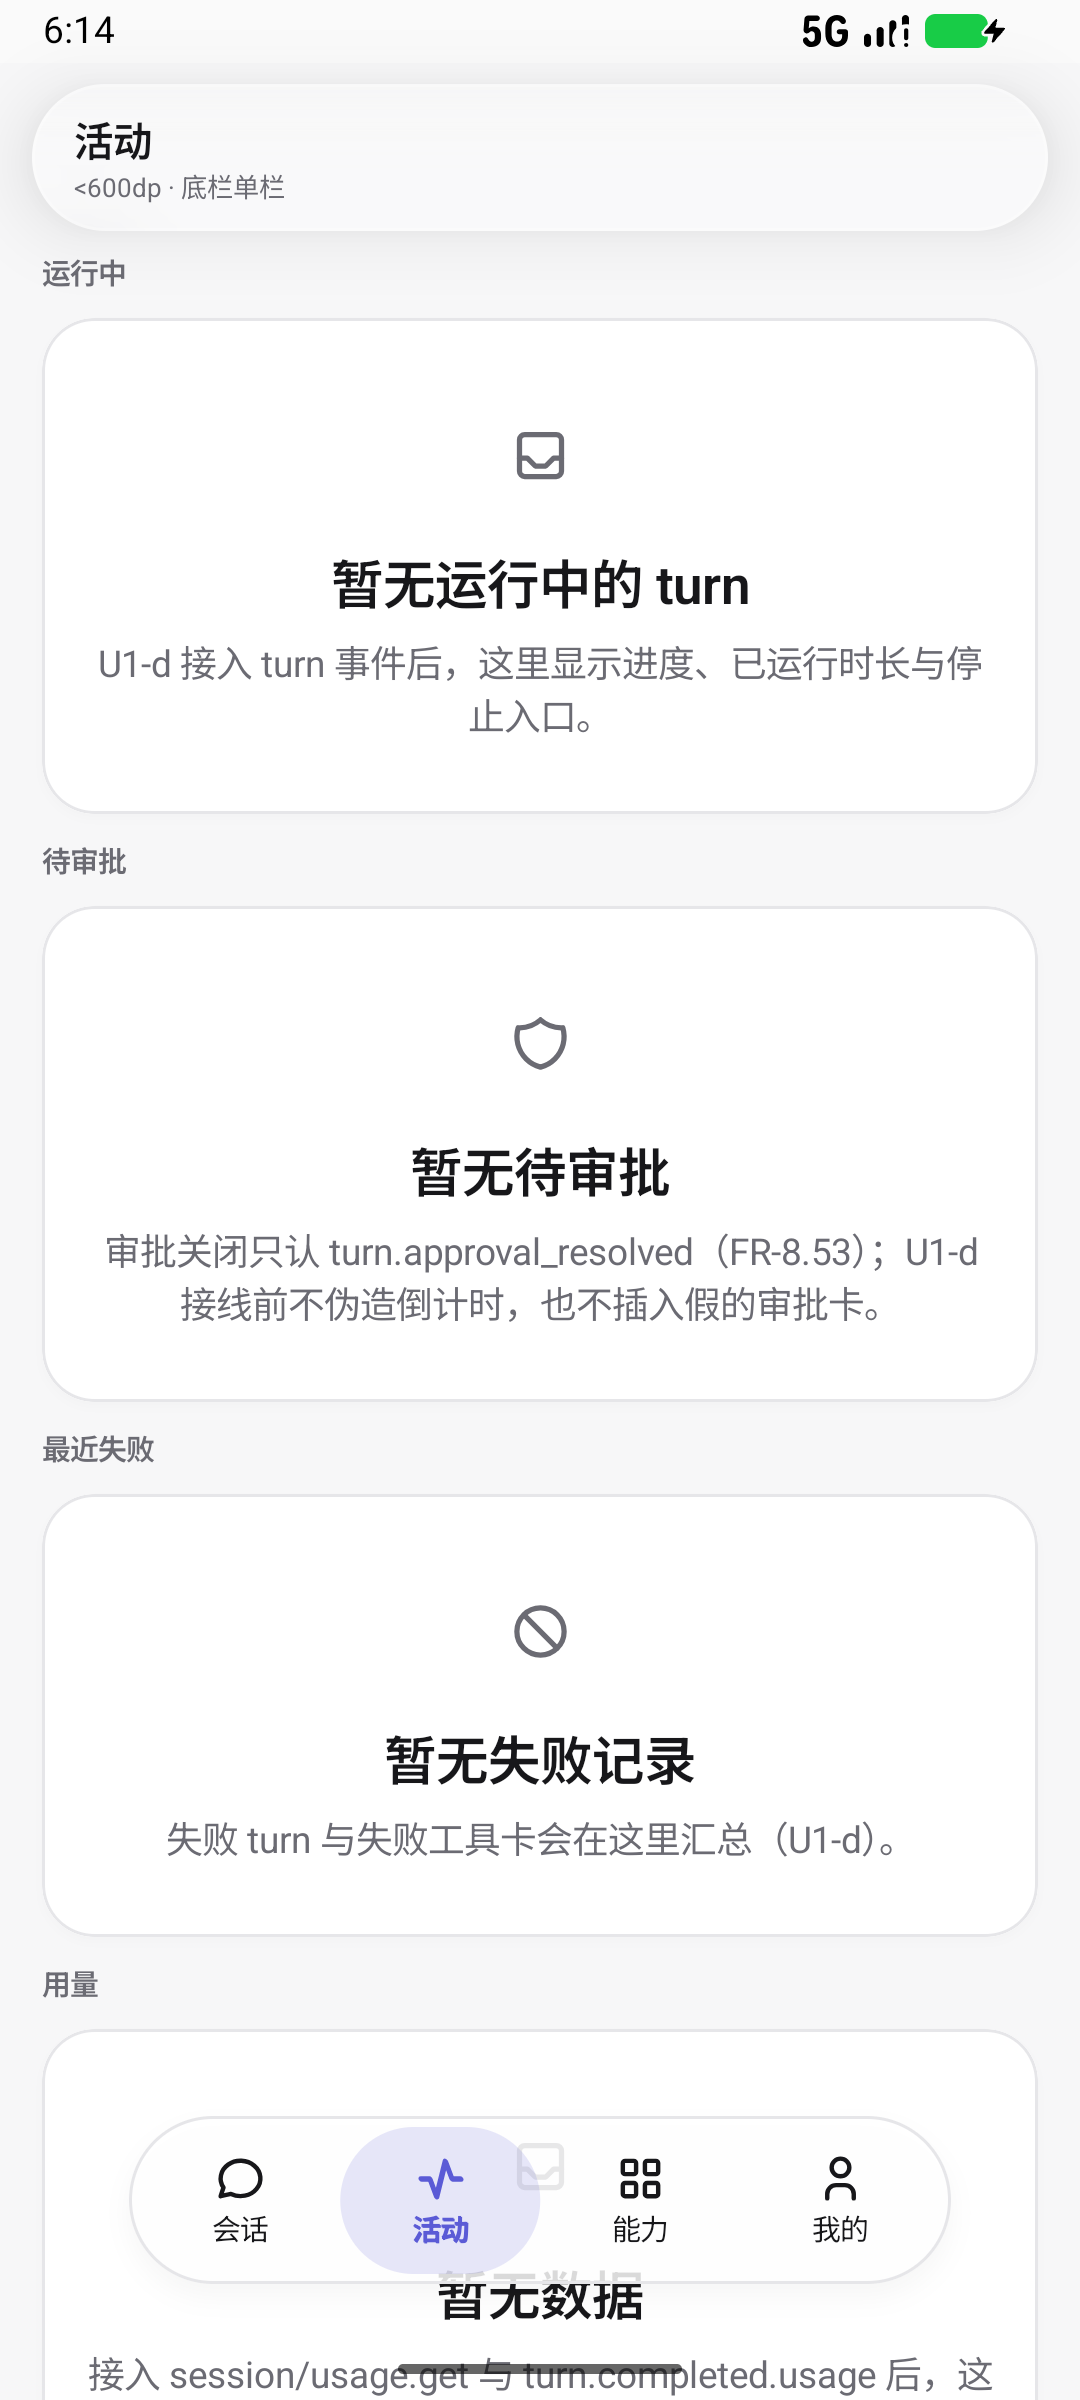 6:14
5G
活动
<600dp · 底栏单栏
运行中
暂无运行中的 turn
U1-d 接入 turn 事件后，这里显示进度、已运行时长与停
止入口。
待审批
暂无待审批
审批关闭只认 turn.approval_resolved（FR-8.53）；U1-d
接线前不伪造倒计时，也不插入假的审批卡。
最近失败
暂无失败记录
失败 turn 与失败工具卡会在这里汇总（U1-d）。
用量
会话
活动
能力
我的
暂无数据
接入 session/usage.get 与 turn.completed.usage 后，这